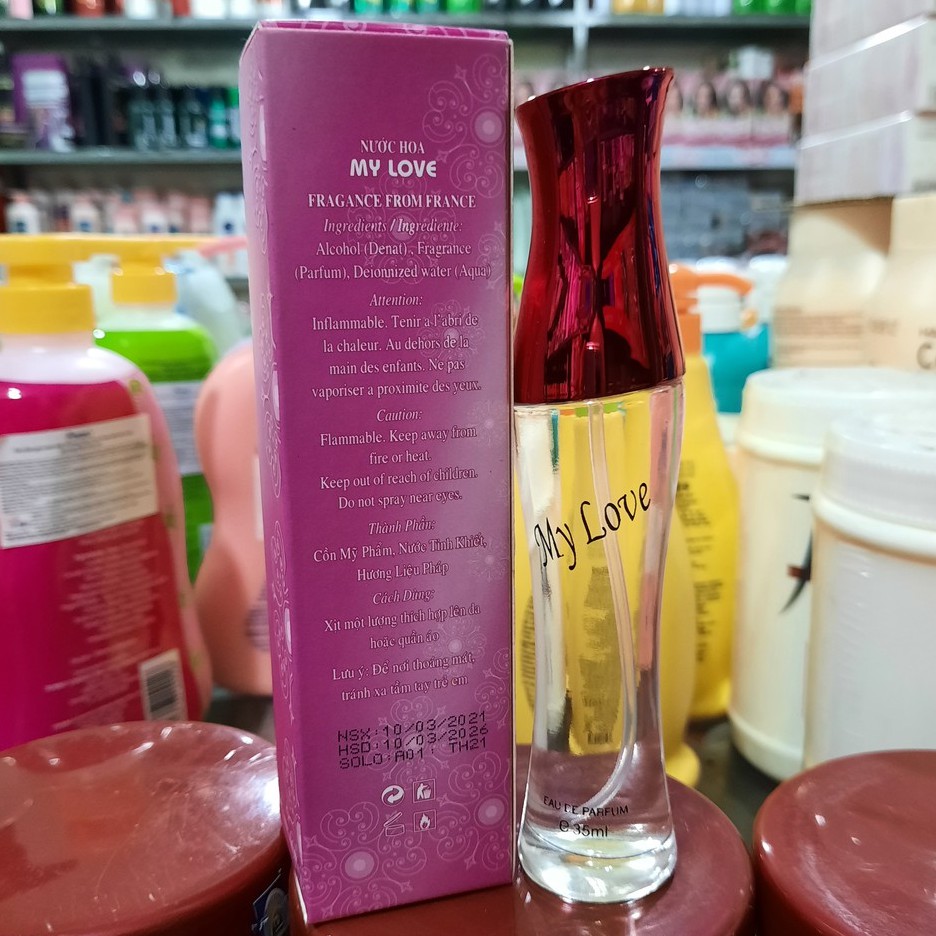 NƯỚC HOA
MY LOVE
FRAGANCE FROM FRANCE
Ingredients / Ingrédiente:
Alcohol (Denat)., Fragrance
(Parfum), Deionnized water (Aqua)
Attention:
Inflammable. Tenir a l'abri de
la chaleur. Au dehors de la
main des enfants. Ne pas
vaporiser a proximite des yeux.
Caution:
Flammable. Keep away from
fire or heat.
Keep out of reach of children.
Do not spray near eyes.
Thành Phần:
Cồn Mỹ Phẩm, Nước Tinh Khiết,
Hương Liệu Pháp
Cách Dùng:
Xịt một lượng thích hợp lên da
hoặc quần áo
Lưu ý: Để nơi thoáng mát,
tránh xa tầm tay trẻ em
NSX:10/03/2021
HSD:10/03/2026
SOLO:A01 TH21
My Love
EAU DE PARFUM
e 35ml